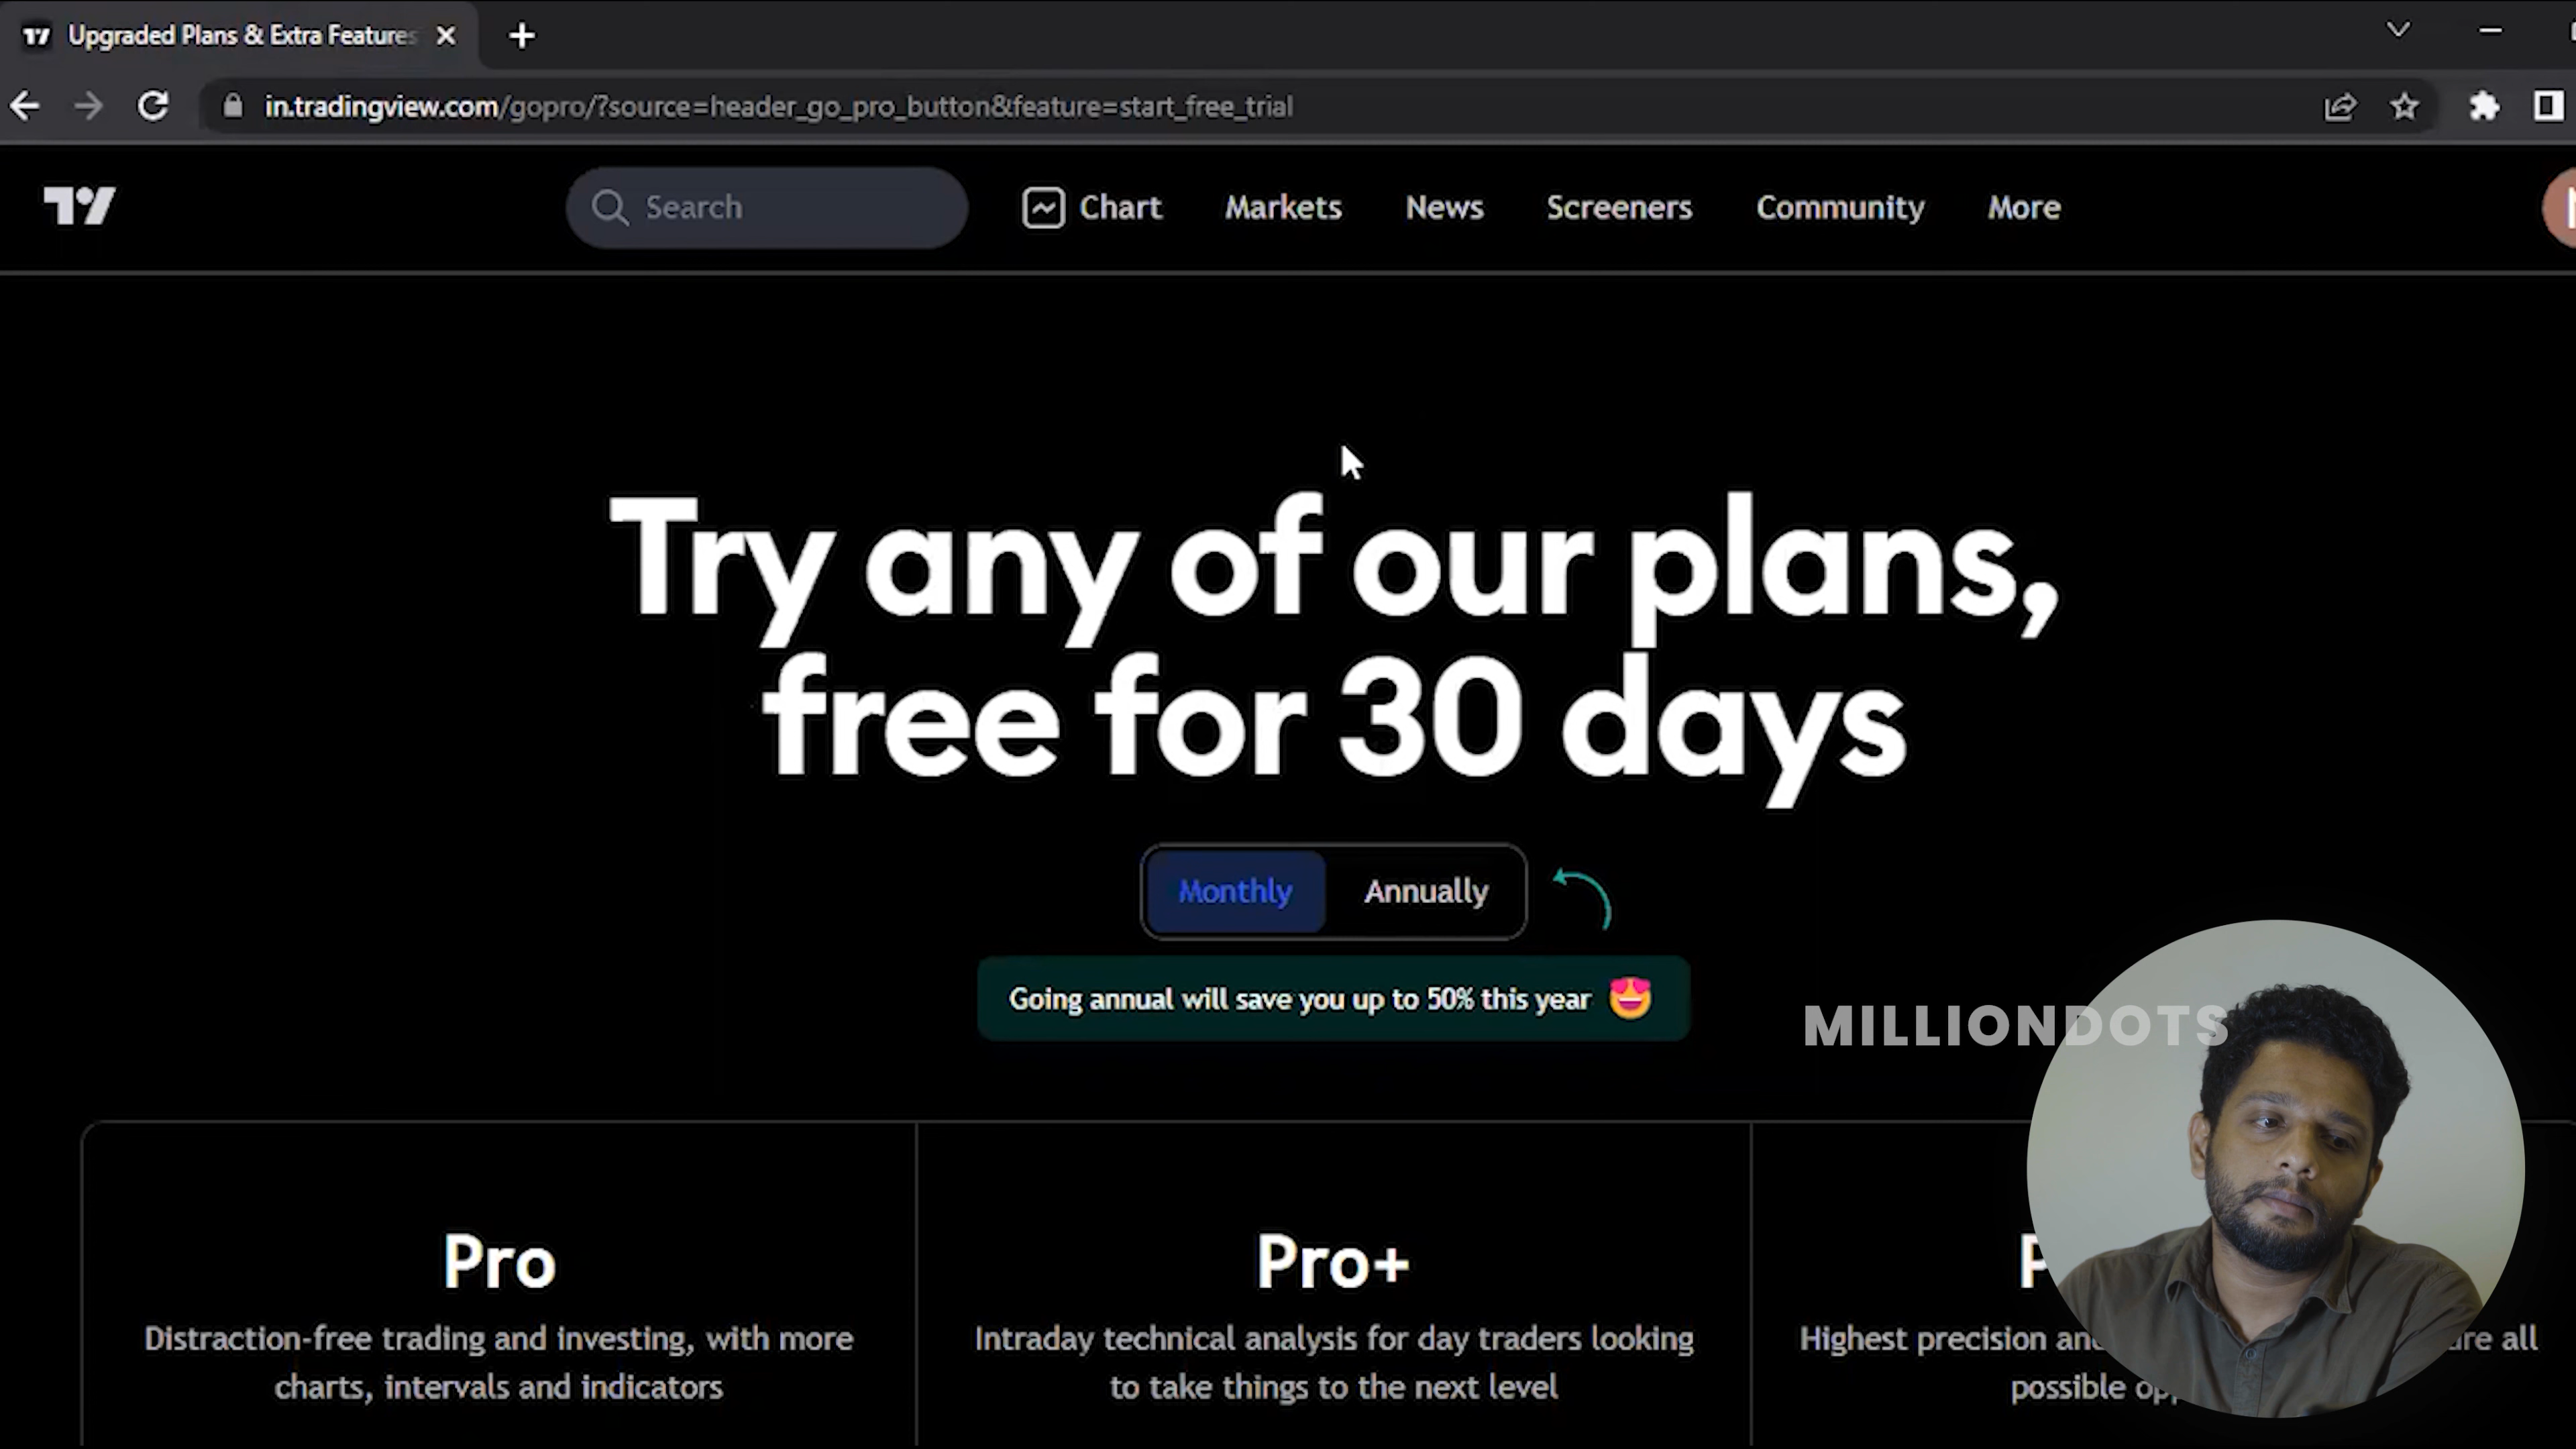 Upgraded Plans & Extra Features
in.tradingview.com/gopro/?source=header_go_pro_button&feature=start_free_trial
Search
Chart
Markets
News
Screeners
Community
More
Try any of our plans,
free for 30 days
Monthly
Annually
Going annual will save you up to 50% this year
MILLIONDOTS
Pro
Distraction-free trading and investing, with more
charts, intervals and indicators
Pro+
Intraday technical analysis for day traders looking
to take things to the next level
Highest precision
all
possible